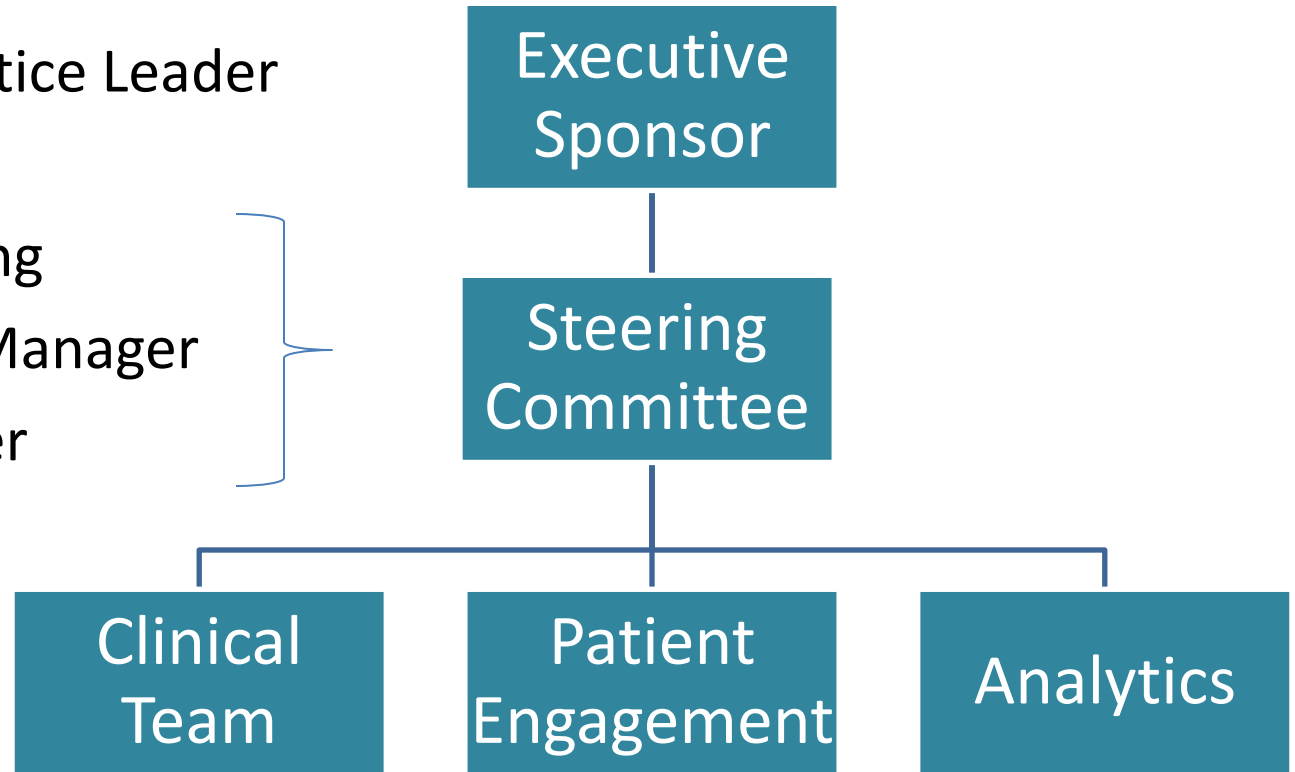 tice Leader
Executive
Sponsor
ng
Manager
er
Steering
Committee
Clinical
Team
Patient
Engagement
Analytics